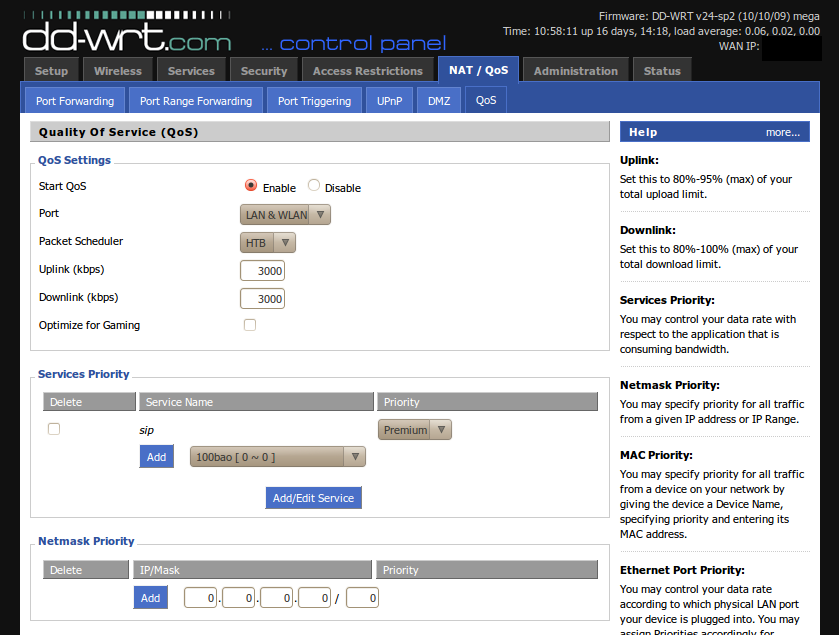 Firmware: DD-WRT v24-sp2 (10/10/09) mega
Time: 10:58:11 up 16 days, 14:18, load average: 0.06, 0.02, 0.00
WAN IP:
dd-wrt.com ... control panel
Setup Wireless Services Security Access Restrictions NAT / QoS Administration Status
Port Forwarding Port Range Forwarding Port Triggering UPnP DMZ QoS
Quality Of Service (QoS)
QoS Settings
Start QoS Enable Disable
Port LAN & WLAN
Packet Scheduler HTB
Uplink (kbps) 3000
Downlink (kbps) 3000
Optimize for Gaming
Services Priority
Delete Service Name Priority
sip Premium
Add 100bao [ 0 ~ 0 ]
Add/Edit Service
Netmask Priority
Delete IP/Mask Priority
Add 0 . 0 . 0 . 0 / 0
Help more...
Uplink:
Set this to 80%-95% (max) of your
total upload limit.
Downlink:
Set this to 80%-100% (max) of your
total download limit.
Services Priority:
You may control your data rate with
respect to the application that is
consuming bandwidth.
Netmask Priority:
You may specify priority for all traffic
from a given IP address or IP Range.
MAC Priority:
You may specify priority for all traffic
from a device on your network by
giving the device a Device Name,
specifying priority and entering its
MAC address.
Ethernet Port Priority:
You may control your data rate
according to which physical LAN port
your device is plugged into. You may
assign Priorities accordingly for